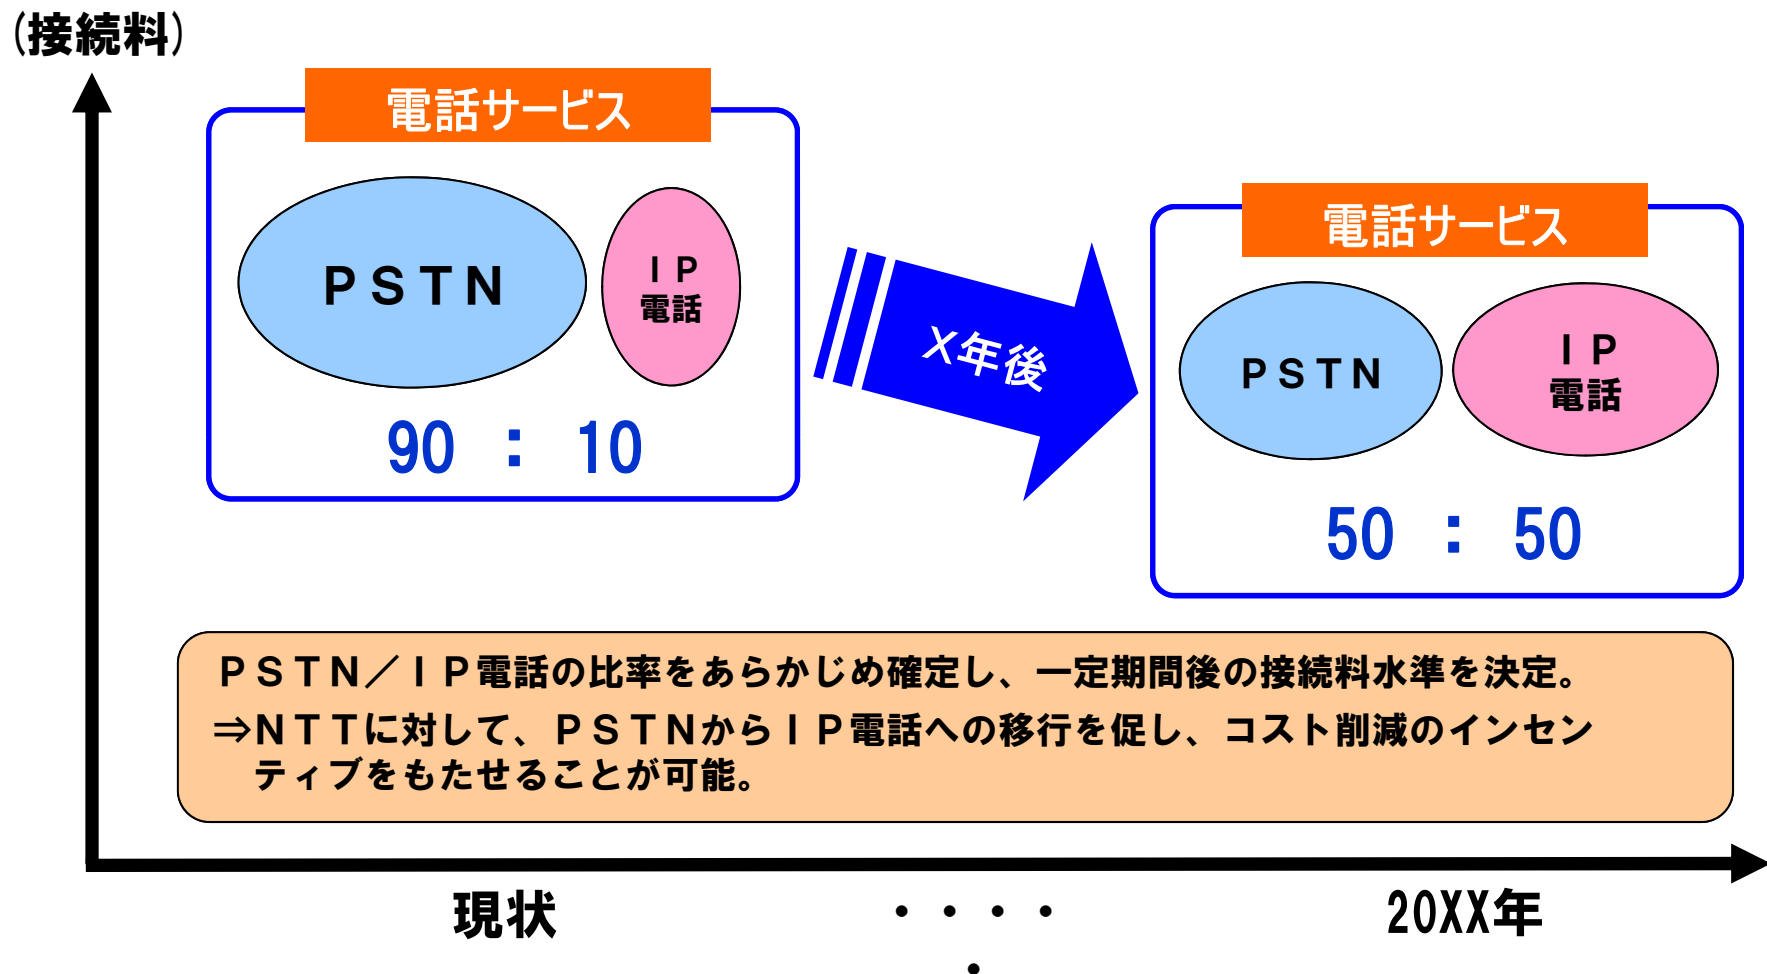 (接続料)
電話サービス
PSTN
IP
電話
90 : 10
X年後
電話サービス
PSTN
IP
電話
50 : 50
PSTN/IP電話の比率をあらかじめ確定し、一定期間後の接続料水準を決定。
⇒NTTに対して、PSTNからIP電話への移行を促し、コスト削減のインセン
ティブをもたせることが可能。
現状
・・・・
・
20XX年